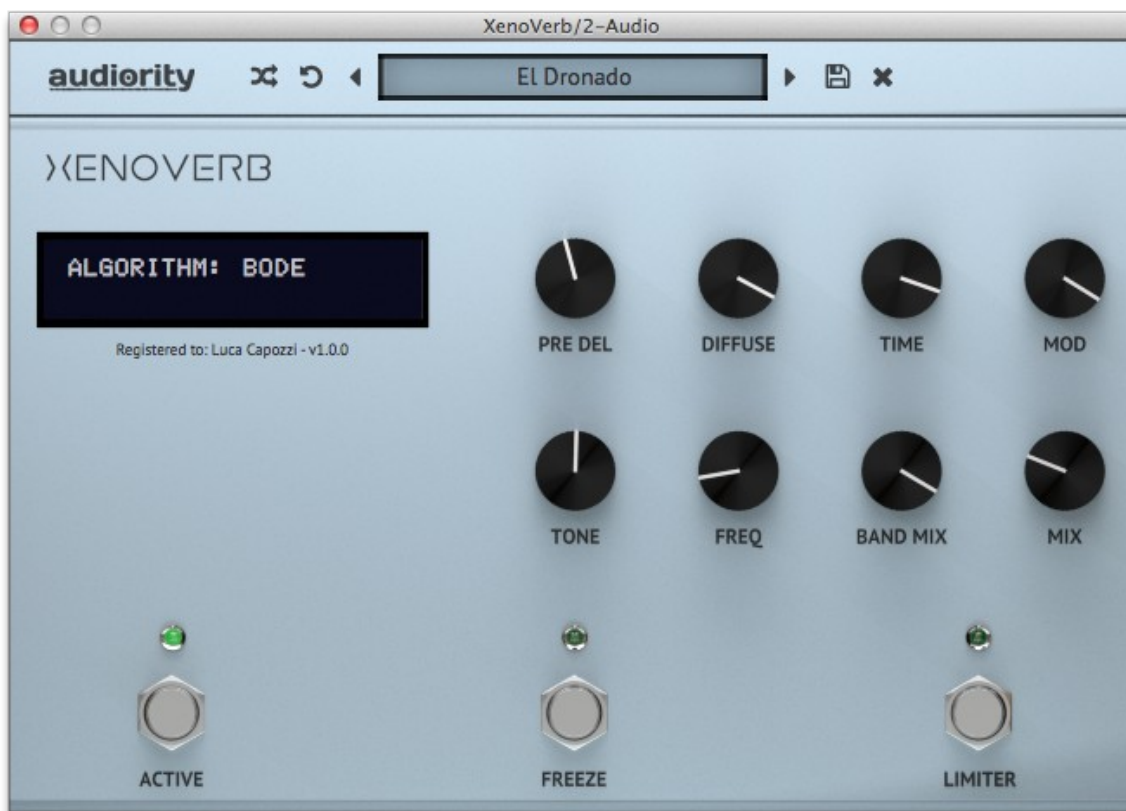 XenoVerb/2-Audio
audiority
El Dronado
XENOVERB
ALGORITHM: BODE
Registered to: Luca Capozzi - v1.0.0
PRE DEL DIFFUSE TIME MOD
TONE FREQ BAND MIX MIX
ACTIVE FREEZE LIMITER